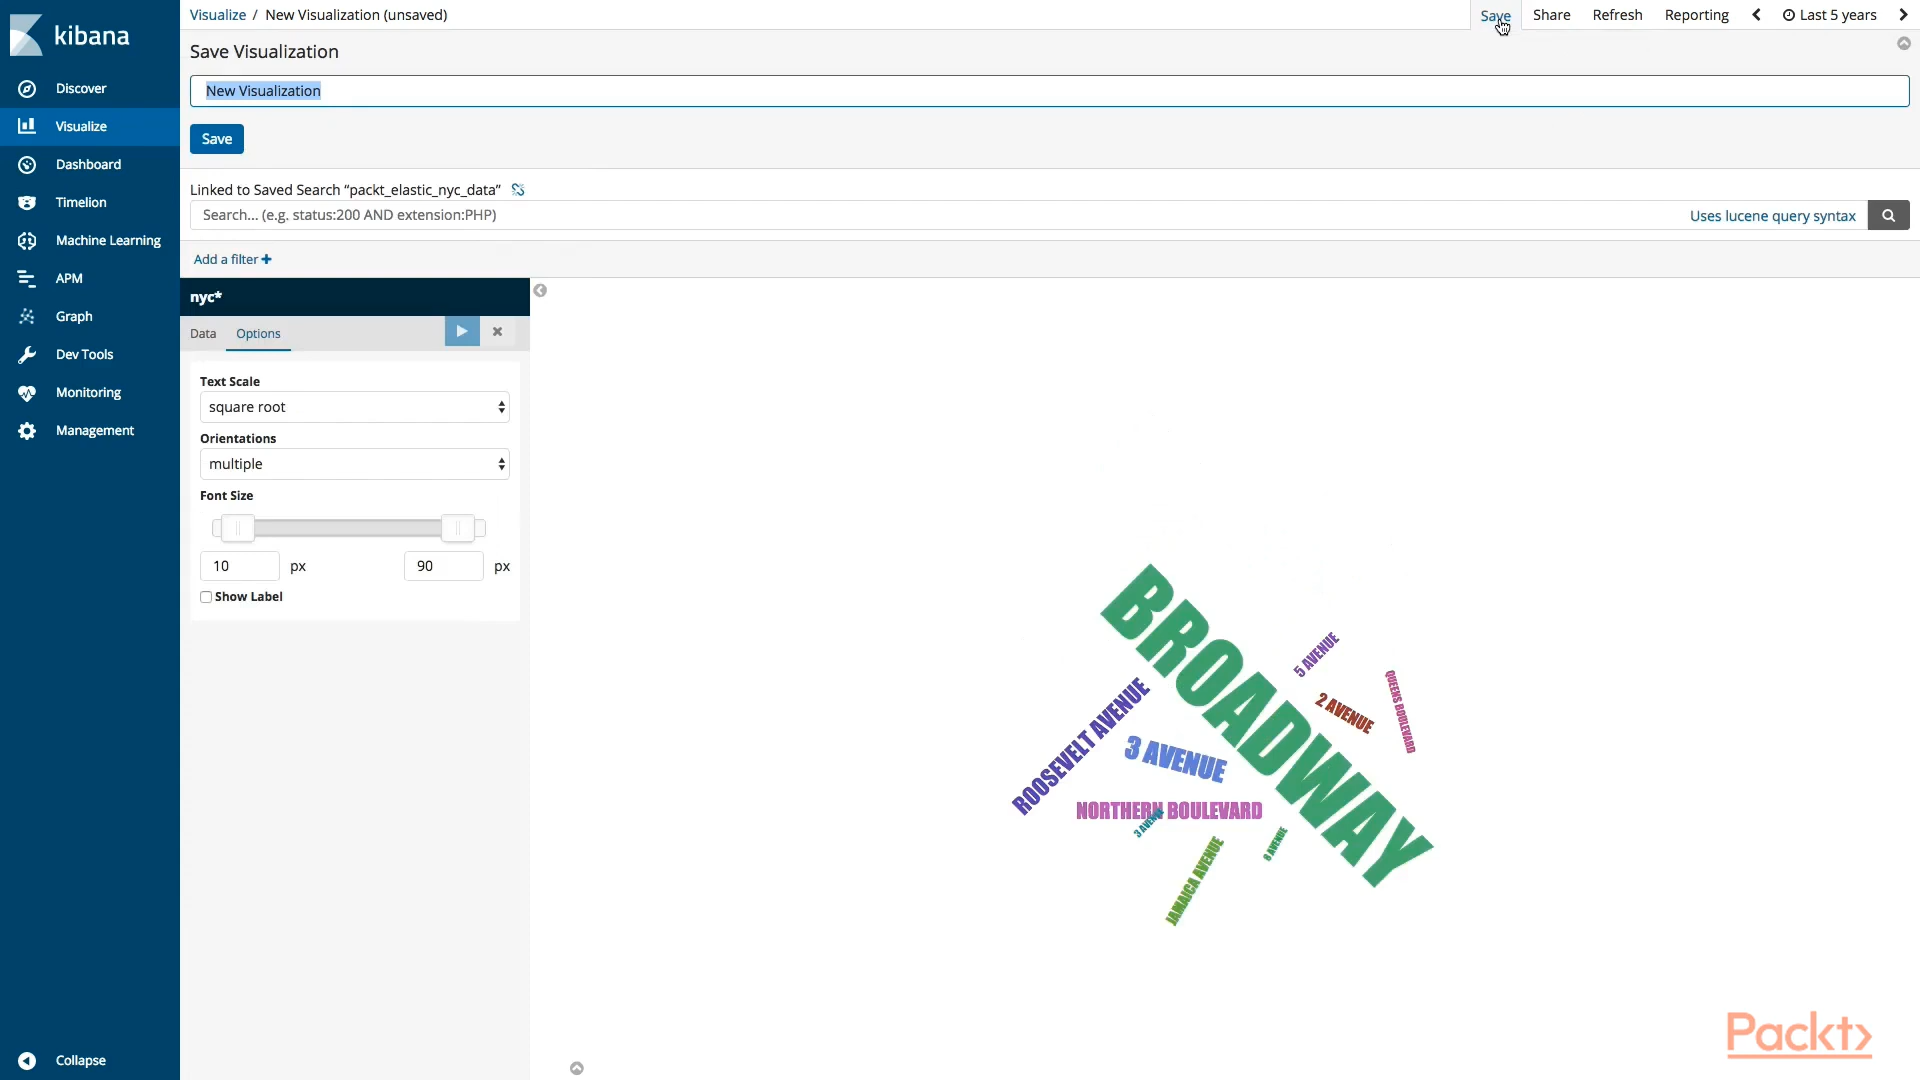 kibana
Discover
Visualize
Dashboard
Timelion
Machine Learning
APM
Graph
Dev Tools
Monitoring
Management
Collapse
Visualize / New Visualization (unsaved)
Save Share Refresh Reporting Last 5 years
Save Visualization
New Visualization
Save
Linked to Saved Search “packt_elastic_nyc_data”
Search... (e.g. status:200 AND extension:PHP)
Uses lucene query syntax
Add a filter
nyc*
Data Options
Text Scale
square root
Orientations
multiple
Font Size
10 px 90 px
Show Label
BROADWAY
5 AVENUE
2 AVENUE
QUEENS BOULEVARD
ROOSEVELT AVENUE
3 AVENUE
NORTHERN BOULEVARD
3 AVENUE
8 AVENUE
JAMAICA AVENUE
Packt>